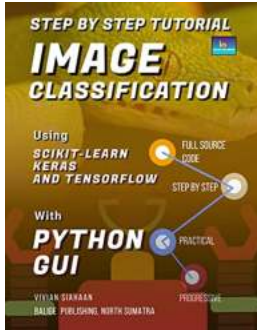 STEP BY STEP TUTORIAL
IMAGE
CLASSIFICATION
Using
SCIKIT-LEARN
KERAS
AND TENSORFLOW
FULL SOURCE
CODE
STEP BY STEP
With
PYTHON
GUI
PRACTICAL
PROGRESSIVE
VIVIAN SIAHAAN
BALIGE PUBLISHING, NORTH SUMATRA